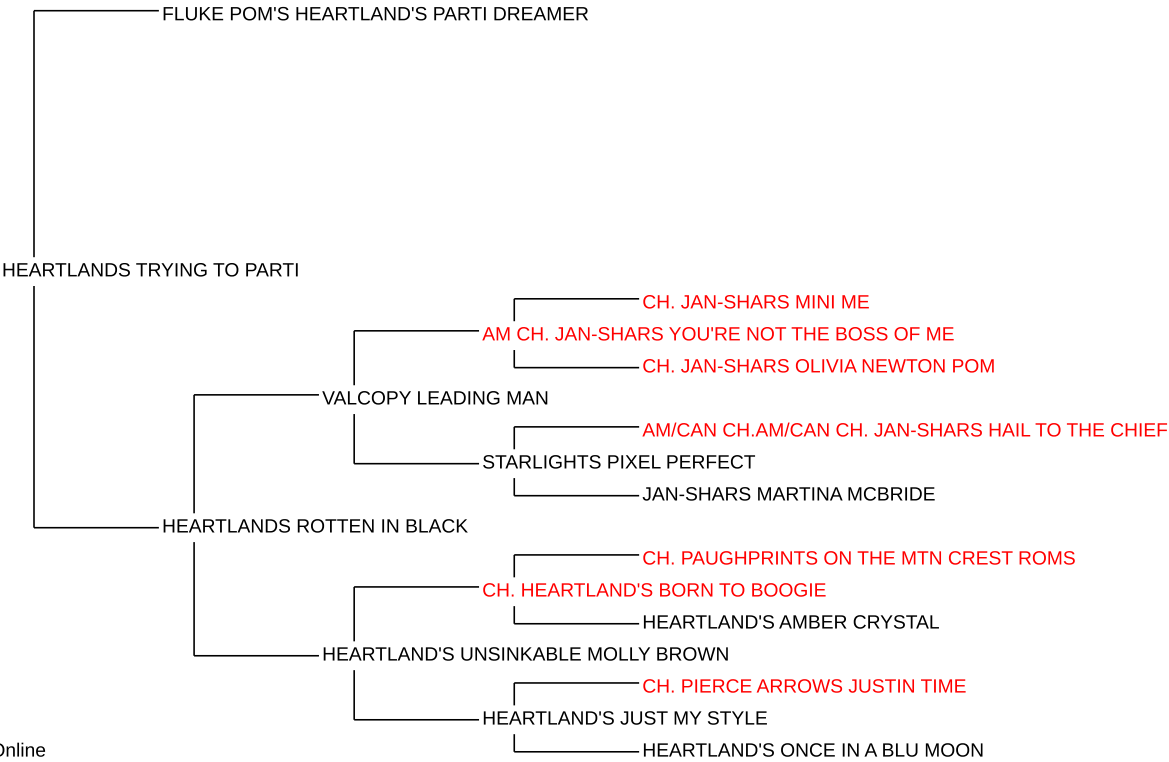 FLUKE POM'S HEARTLAND'S PARTI DREAMER
HEARTLANDS TRYING TO PARTI
CH. JAN-SHARS MINI ME
AM CH. JAN-SHARS YOU'RE NOT THE BOSS OF ME
CH. JAN-SHARS OLIVIA NEWTON POM
VALCOPY LEADING MAN
AM/CAN CH.AM/CAN CH. JAN-SHARS HAIL TO THE CHIEF
STARLIGHTS PIXEL PERFECT
JAN-SHARS MARTINA MCBRIDE
HEARTLANDS ROTTEN IN BLACK
CH. PAUGHPRINTS ON THE MTN CREST ROMS
CH. HEARTLAND'S BORN TO BOOGIE
HEARTLAND'S AMBER CRYSTAL
HEARTLAND'S UNSINKABLE MOLLY BROWN
CH. PIERCE ARROWS JUSTIN TIME
HEARTLAND'S JUST MY STYLE
HEARTLAND'S ONCE IN A BLU MOON
Online